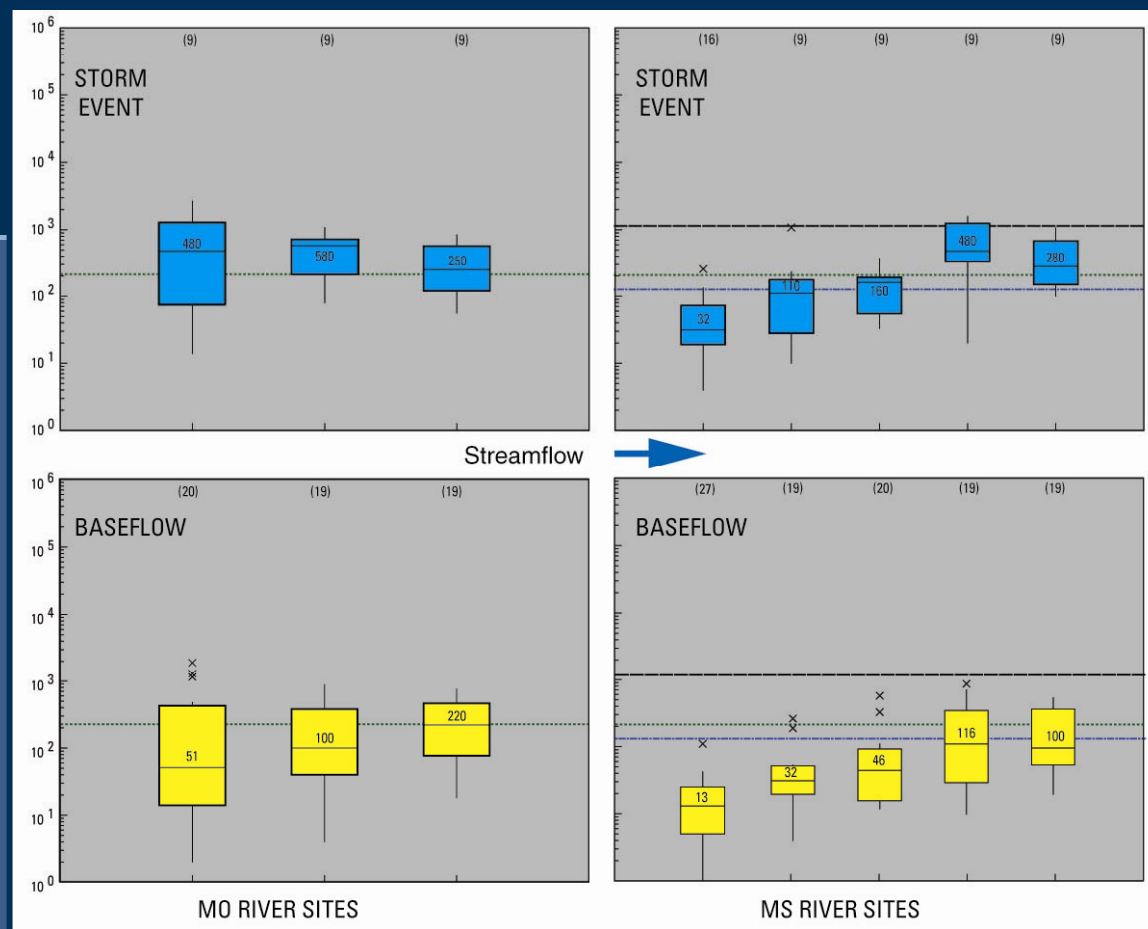 (9) (9) (9)
STORM
EVENT
10^6
10^5
10^4
10^3
10^2
10^1
10^0
480
580
250
(16) (9) (9) (9) (9)
STORM
EVENT
32
110
160
480
280
Streamflow
(20) (19) (19)
BASEFLOW
10^6
10^5
10^4
10^3
10^2
10^1
10^0
51
100
220
MO RIVER SITES
(27) (19) (20) (19) (19)
BASEFLOW
13
32
46
116
100
MS RIVER SITES